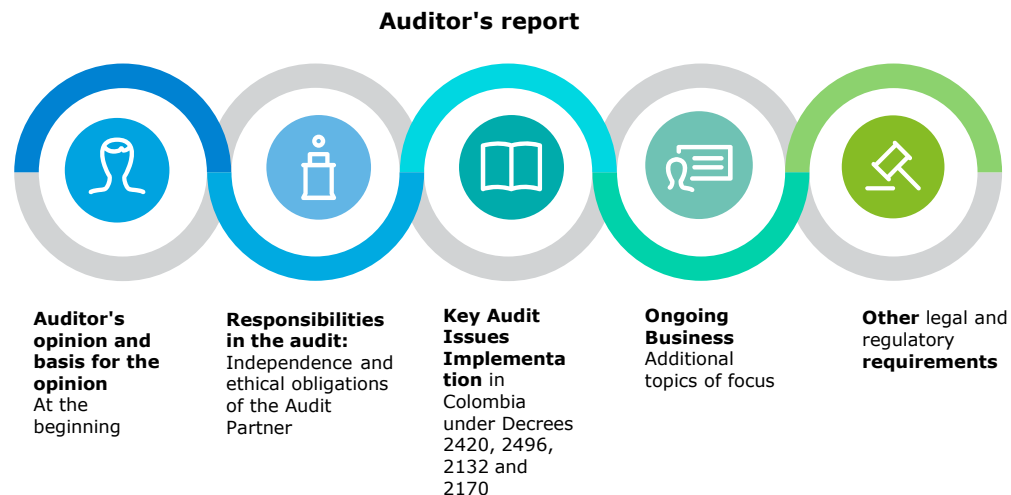 Auditor's report
Auditor's
opinion and
basis for the
opinion
At the
beginning
Responsibilities
in the audit:
Independence and
ethical obligations
of the Audit
Partner
Key Audit
Issues
Implementa
tion in
Colombia
under Decrees
2420, 2496,
2132 and
2170
Ongoing
Business
Additional
topics of focus
Other legal and
regulatory
requirements